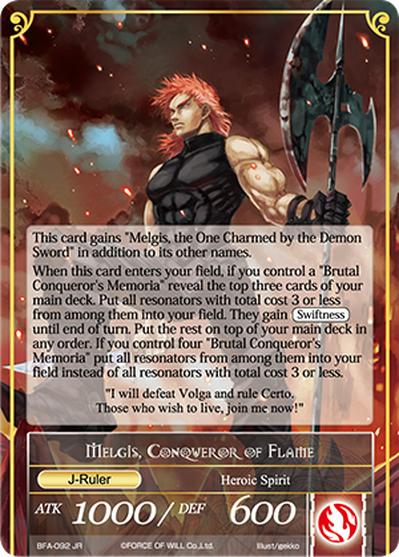 This card gains "Melgis, the One Charmed by the Demon
Sword" in addition to its other names.
When this card enters your field, if you control a "Brutal
Conqueror's Memoria" reveal the top three cards of your
main deck. Put all resonators with total cost 3 or less
from among them into your field. They gain Swiftness
until end of turn. Put the rest on top of your main deck in
any order. If you control four "Brutal Conqueror's
Memoria" put all resonators from among them into your
field instead of all resonators with total cost 3 or less.
"I will defeat Volga and rule Certo.
Those who wish to live, join me now!"
Melgis, Conqueror of Flame
J-Ruler Heroic Spirit
ATK 1000/ DEF 600
BFA-092 JR ©FORCE OF WILL Co.,Ltd. Illust/gekko